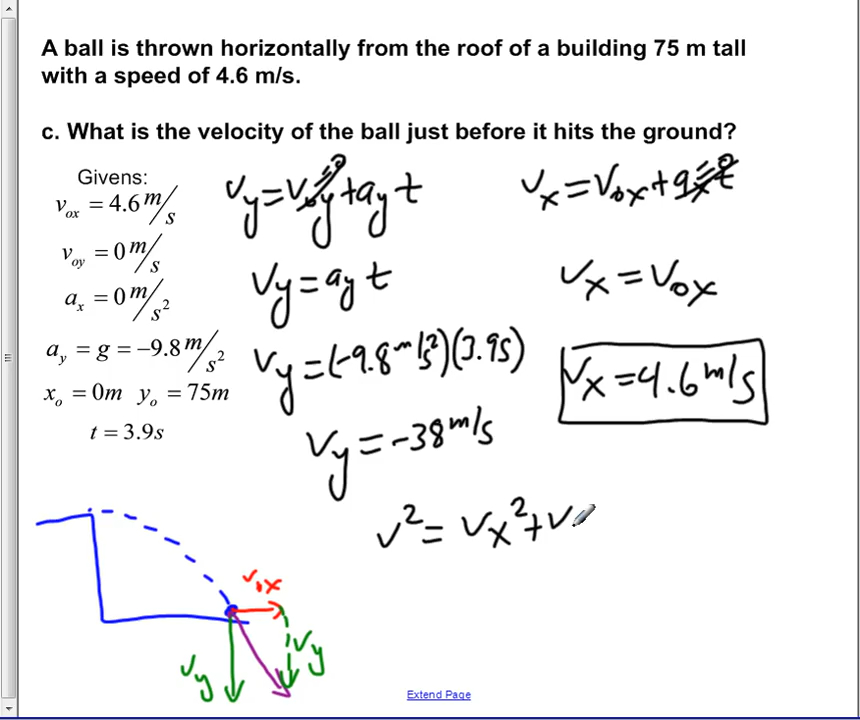 A ball is thrown horizontally from the roof of a building 75 m tall
with a speed of 4.6 m/s.
c. What is the velocity of the ball just before it hits the ground?
Givens:
v_ox = 4.6 m/s
v_oy = 0 m/s
a_x = 0 m/s²
a_y = g = −9.8 m/s²
x_o = 0m y_o = 75m
t = 3.9s
v_y = v_oy + a_y t
=0
v_y = a_y t
v_y = (-9.8 m/s²)(3.9s)
v_y = -38 m/s
v_x = v_ox + a_x t
=0
v_x = v_ox
v_x = 4.6 m/s
v² = v_x² + v
v_ix
v_y
v_y
Extend Page